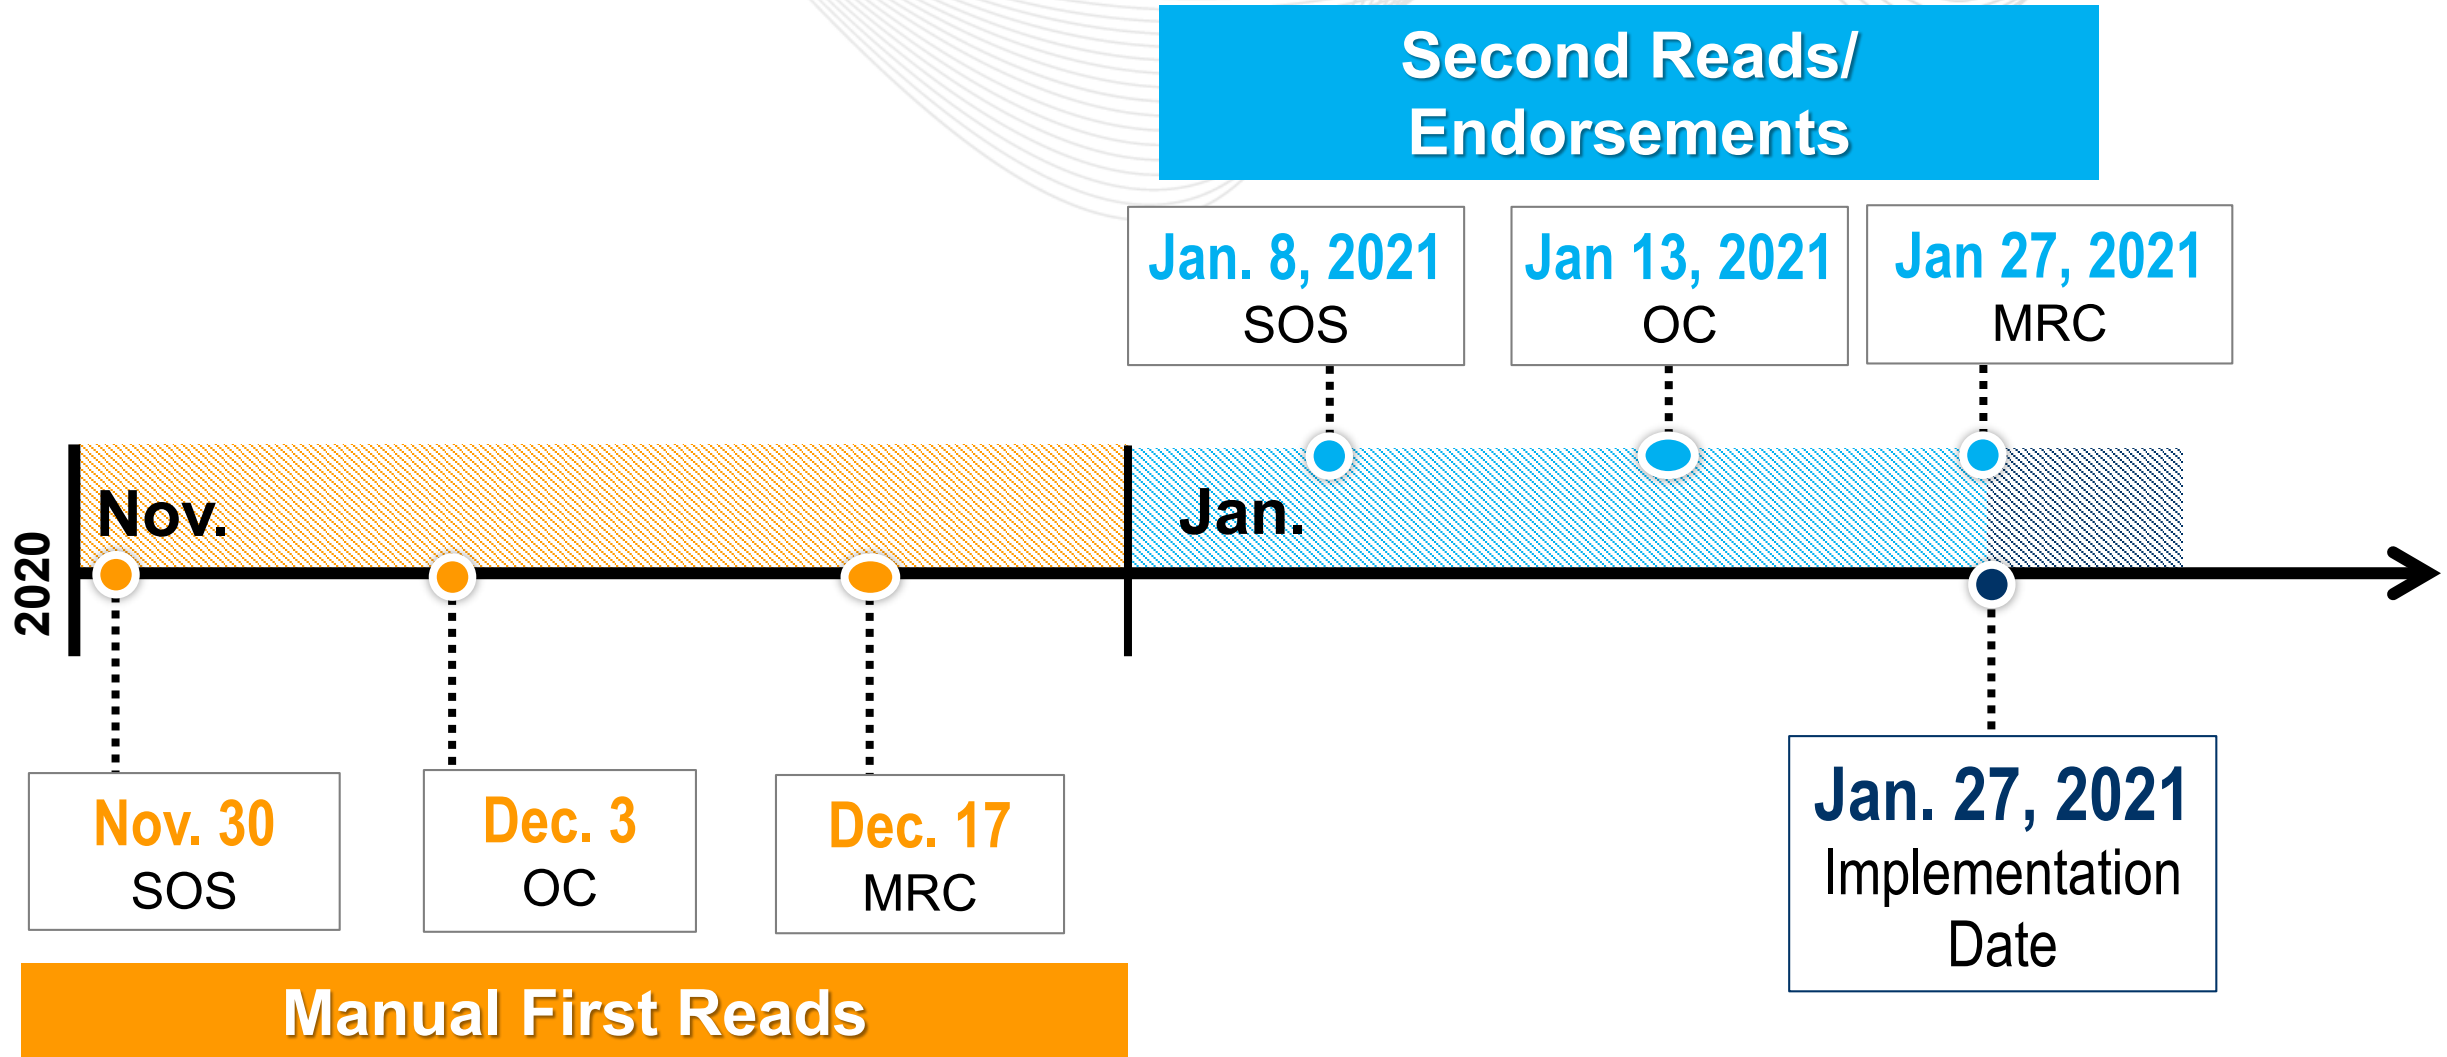 Second Reads/
Endorsements
Jan. 8, 2021
SOS
Jan 13, 2021
OC
Jan 27, 2021
MRC
2020
Nov.
Jan.
Nov. 30
SOS
Dec. 3
OC
Dec. 17
MRC
Jan. 27, 2021
Implementation
Date
Manual First Reads